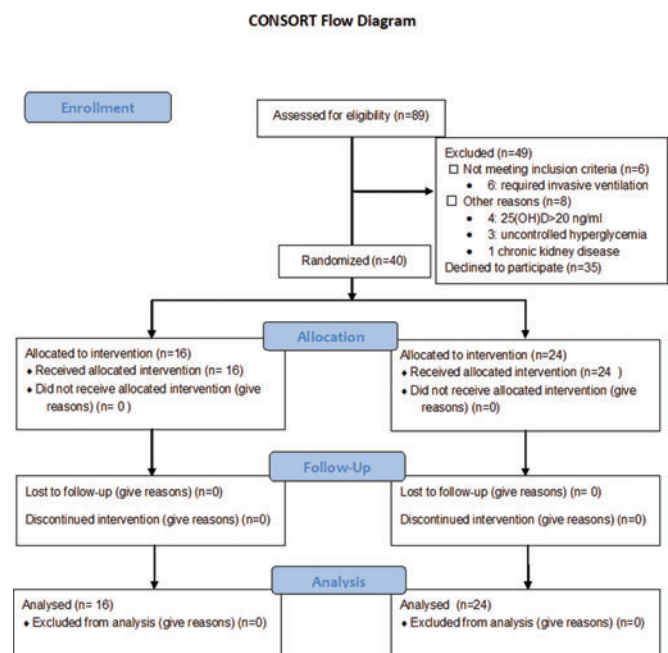 CONSORT Flow Diagram
Enrollment
Assessed for eligibility (n=89)
Excluded (n=49)
Not meeting inclusion criteria (n=6)
• 6: required invasive ventilation
Other reasons (n=8)
• 4: 25(OH)D>20 ng/ml
• 3: uncontrolled hyperglycemia
• 1 chronic kidney disease
Declined to participate (n=35)
Randomized (n=40)
Allocation
Allocated to intervention (n=16)
♦ Received allocated intervention (n= 16)
♦ Did not receive allocated intervention (give
reasons) (n= 0 )
Allocated to intervention (n=24)
♦ Received allocated intervention (n=24 )
♦ Did not receive allocated intervention (give
reasons) (n=0)
Follow-Up
Lost to follow-up (give reasons) (n=0)
Discontinued intervention (give reasons) (n=0)
Lost to follow-up (give reasons) (n= 0)
Discontinued intervention (give reasons) (n=0)
Analysis
Analysed (n= 16)
♦ Excluded from analysis (give reasons) (n=0)
Analysed (n=24)
♦ Excluded from analysis (give reasons) (n=0)